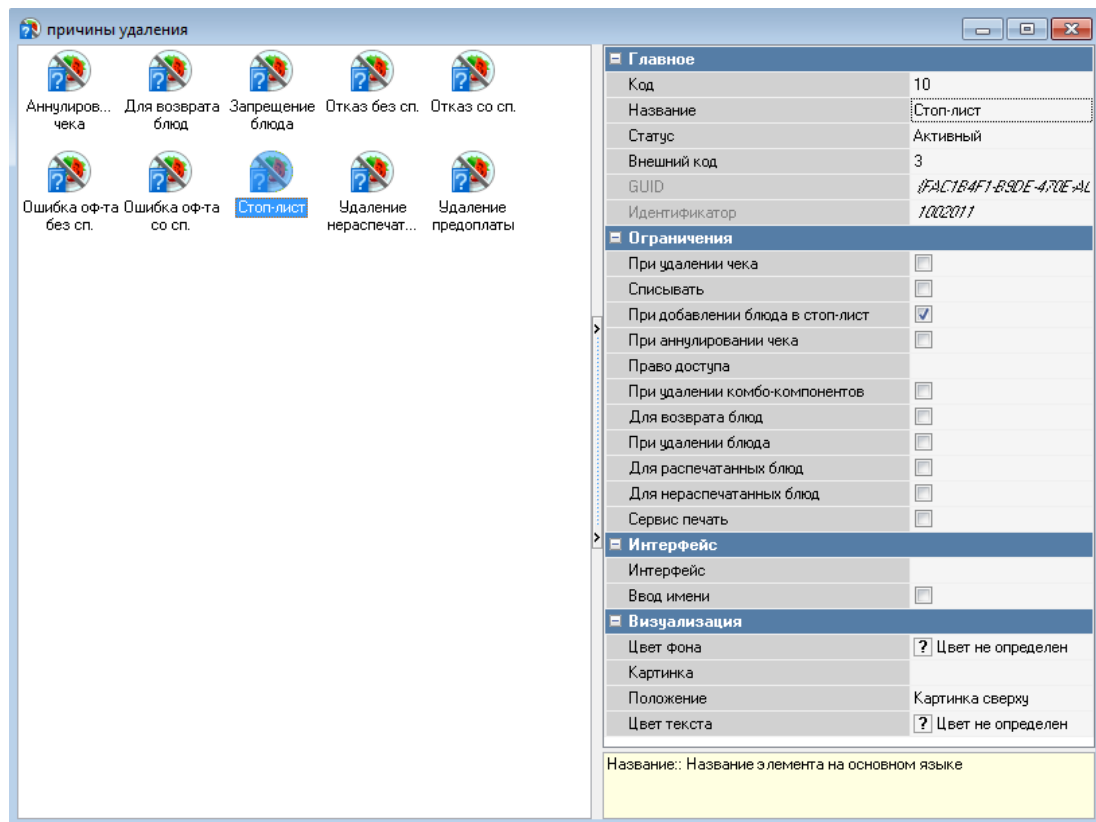 причины удаления
Аннулиров... Для возврата Запрещение Отказ без сп. Отказ со сп.
чека блюд блюда
Ошибка оф-та Ошибка оф-та Стоп-лист Удаление Удаление
без сп. со сп. нераспечат... предоплаты
Главное
Код 10
Название Стоп-лист
Статус Активный
Внешний код 3
GUID {FAC1B4F1-B9DE-470E-AL
Идентификатор 1002011
Ограничения
При удалении чека
Списывать
При добавлении блюда в стоп-лист
При аннулировании чека
Право доступа
При удалении комбо-компонентов
Для возврата блюд
При удалении блюда
Для распечатанных блюд
Для нераспечатанных блюд
Сервис печать
Интерфейс
Интерфейс
Ввод имени
Визуализация
Цвет фона ? Цвет не определен
Картинка
Положение Картинка сверху
Цвет текста ? Цвет не определен
Название:: Название элемента на основном языке